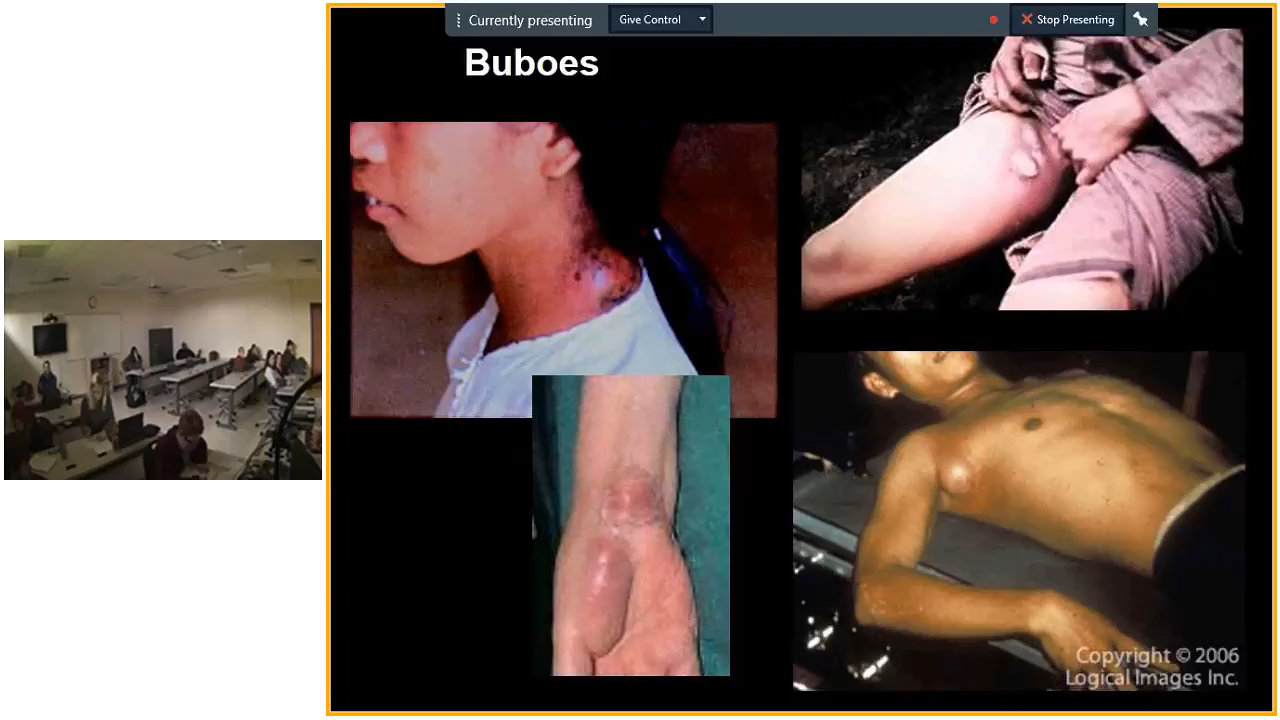 Currently presenting
Give Control
Stop Presenting
Buboes
Copyright © 2006
Logical Images Inc.